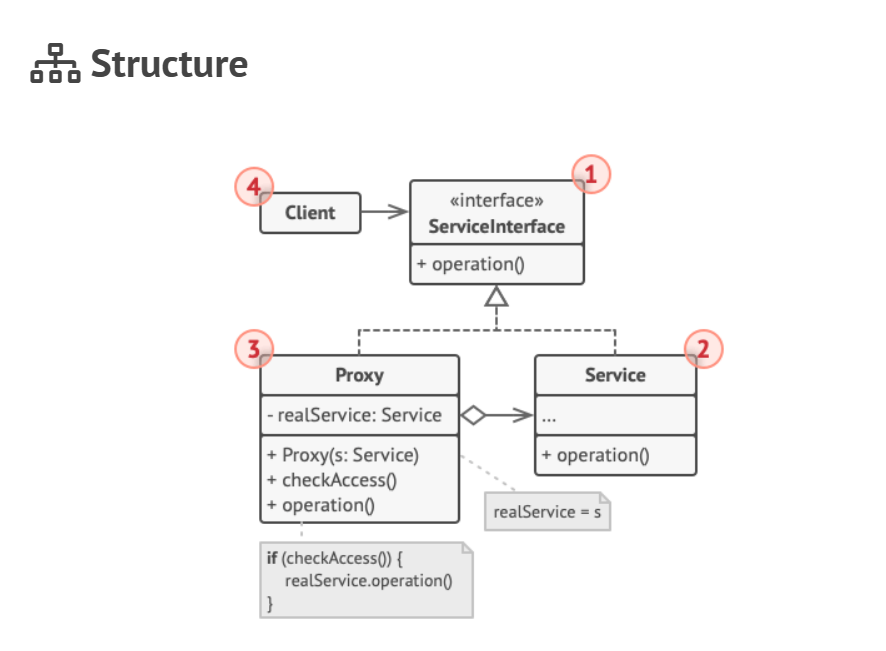 Structure
4
Client
1
«interface»
ServiceInterface
+ operation()
3
Proxy
- realService: Service
+ Proxy(s: Service)
+ checkAccess()
+ operation()
2
Service
...
+ operation()
realService = s
if (checkAccess()) {
realService.operation()
}